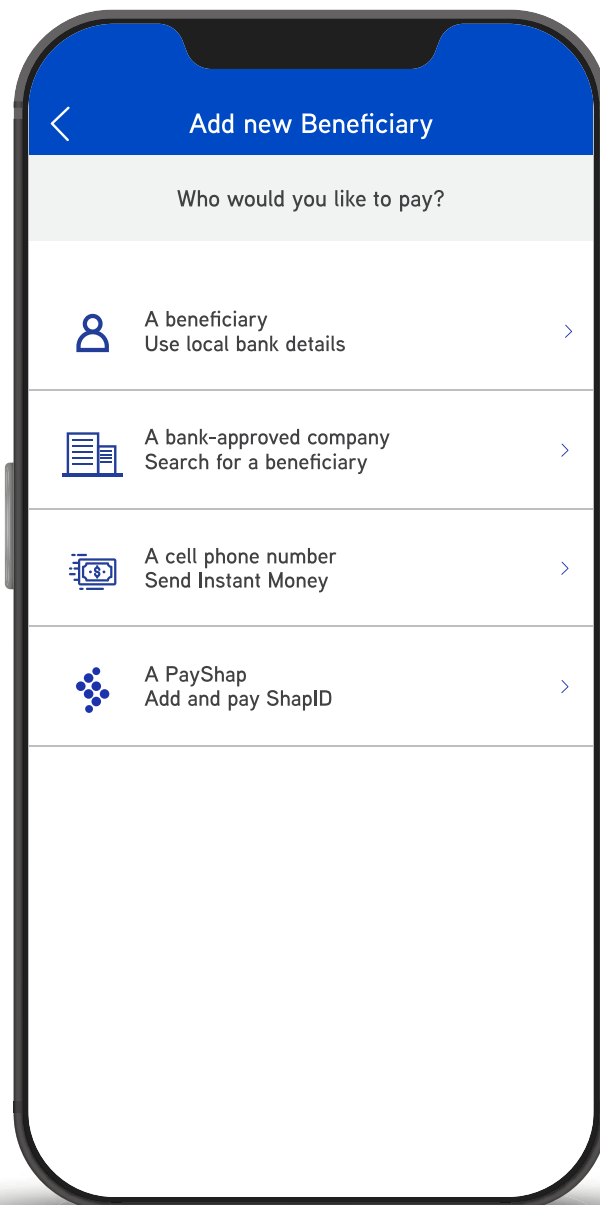 Add new Beneficiary
Who would you like to pay?
A beneficiary
Use local bank details
A bank-approved company
Search for a beneficiary
A cell phone number
Send Instant Money
A PayShap
Add and pay ShapID